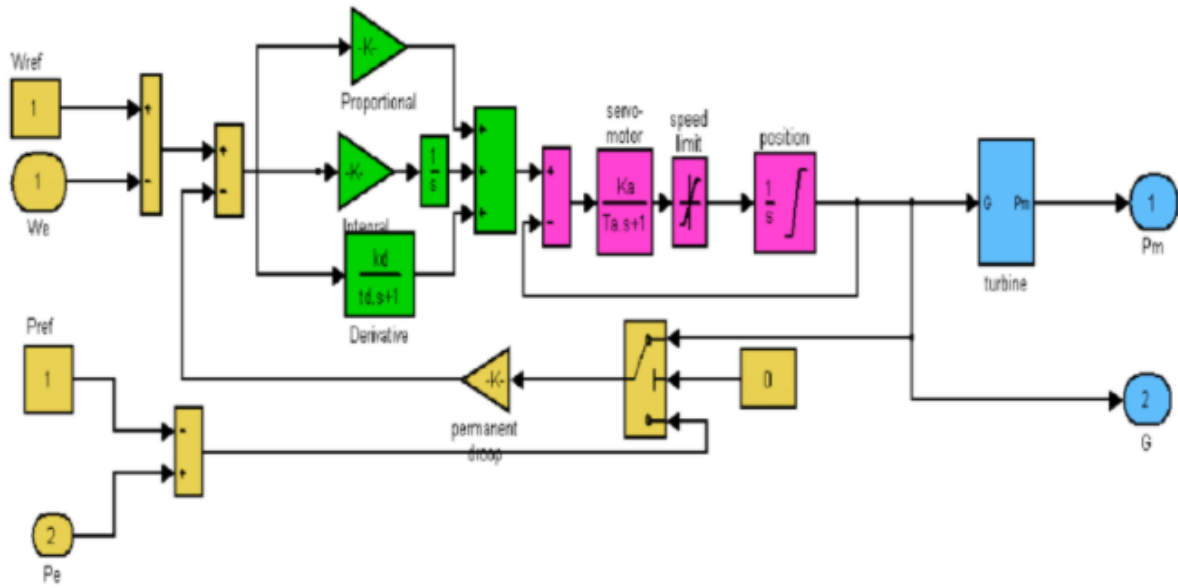 Wref
1
+
-
1
We
+
-
-K-
Proportional
-K-
1
s
Integral
kd
td.s+1
Derivative
+
+
+
+
-
servo-
motor
Ka
Ta.s+1
speed
limit
position
1
s
G
Pm
turbine
1
Pm
Pref
1
-
+
2
Pe
-K-
permanent
droop
0
2
G